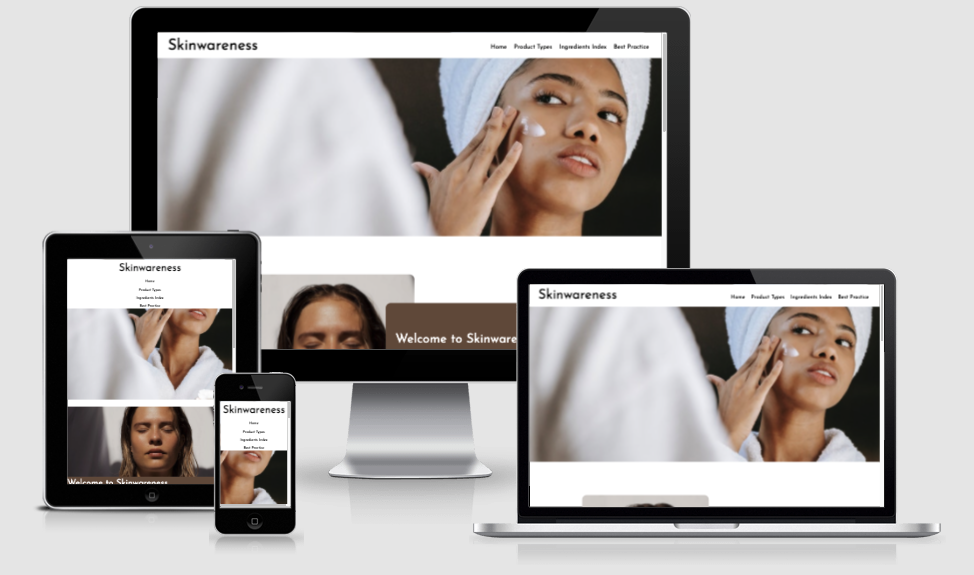 Skinwareness
Home Product Types Ingredients Index Best Practice
Welcome to Skinware
Skinwareness
Home
Product Types
Ingredients Index
Best Practice
Welcome to Skinwareness
Skinwareness
Home
Product Types
Ingredients Index
Best Practice
Skinwareness
Home Product Types Ingredients Index Best Practice